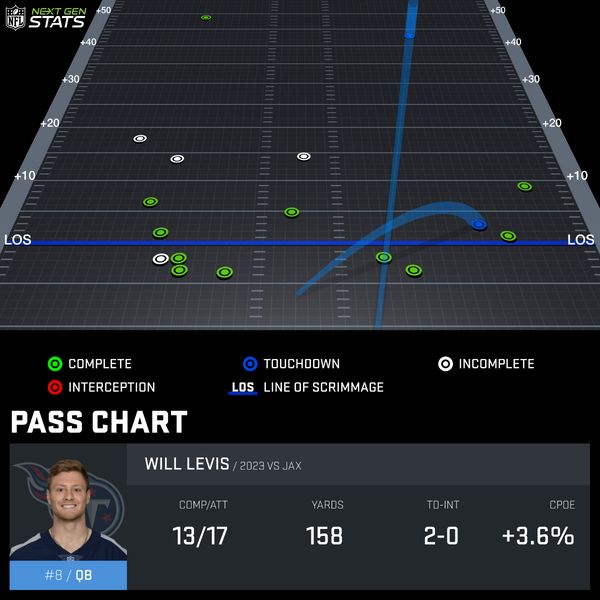 NFL NEXT GEN STATS
+50 +50
+40 +40
+30 +30
+20 +20
+10 +10
LOS LOS
COMPLETE TOUCHDOWN INCOMPLETE
INTERCEPTION LOS LINE OF SCRIMMAGE
PASS CHART
WILL LEVIS / 2023 VS JAX
COMP/ATT YARDS TD-INT CPOE
13/17 158 2-0 +3.6%
#8 / QB